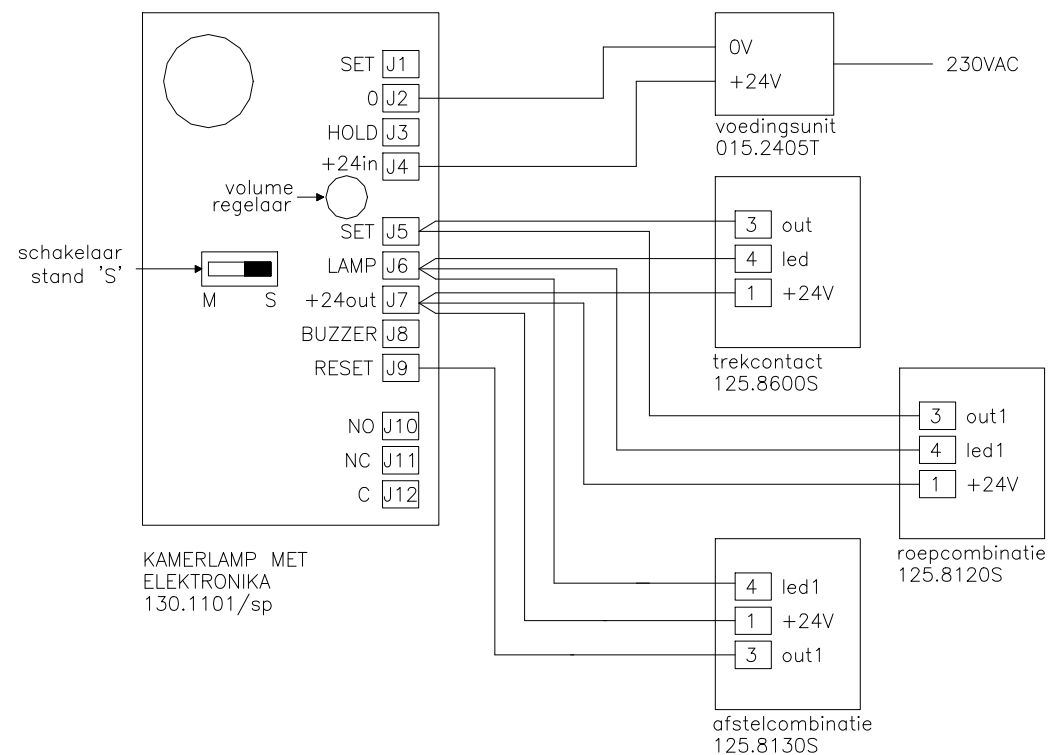 SET J1
0 J2
HOLD J3
+24in J4
volume
regelaar
SET J5
LAMP J6
+24out J7
BUZZER J8
RESET J9
NO J10
NC J11
C J12
schakelaar
stand 'S'
M S
KAMERLAMP MET
ELEKTRONIKA
130.1101/sp
0V
+24V
230VAC
voedingsunit
015.2405T
3 out
4 led
1 +24V
trekcontact
125.8600S
3 out1
4 led1
1 +24V
roepcombinatie
125.8120S
4 led1
1 +24V
3 out1
afstelcombinatie
125.8130S